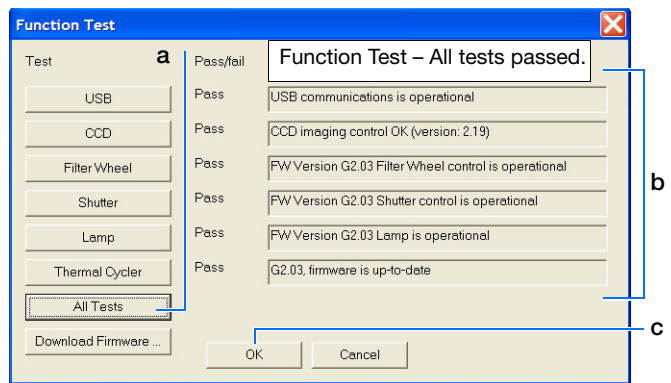 Function Test
Test a Pass/fail Function Test – All tests passed.
USB Pass USB communications is operational
CCD Pass CCD imaging control OK (version: 2.19)
Filter Wheel Pass FW Version G2.03 Filter Wheel control is operational
b
Shutter Pass FW Version G2.03 Shutter control is operational
Lamp Pass FW Version G2.03 Lamp is operational
Thermal Cycler Pass G2.03, firmware is up-to-date
All Tests
c
Download Firmware ...
OK Cancel